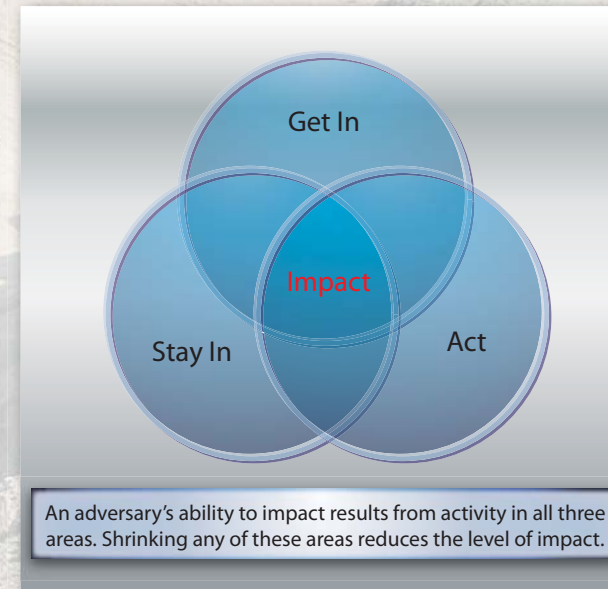 Get In
Impact
Stay In
Act
An adversary’s ability to impact results from activity in all three
areas. Shrinking any of these areas reduces the level of impact.